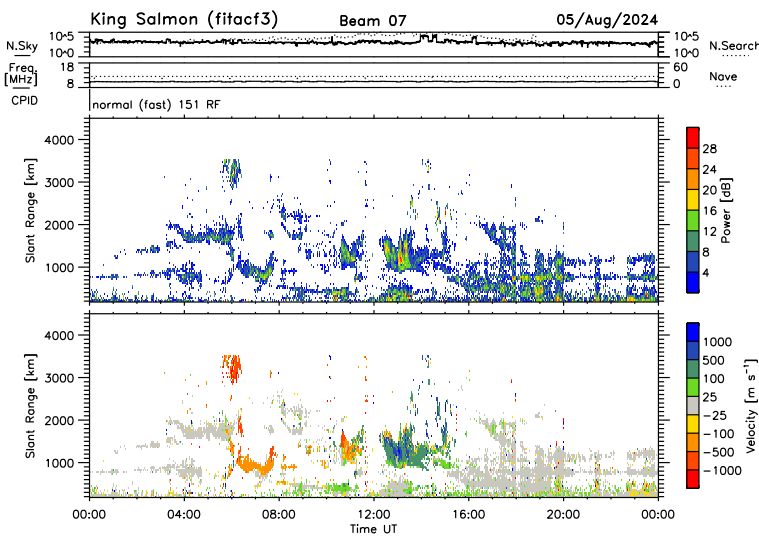 King Salmon (fitacf3) Beam 07 05/Aug/2024
N.Sky 10^5 10^0 10^5 10^0 N.Search
Freq. [MHz] 18 8 60 0 Nave
CPID normal (fast) 151 RF
Slant Range [km] 4000 3000 2000 1000
Power [dB] 28 24 20 16 12 8 4
Slant Range [km] 4000 3000 2000 1000
Velocity [m s⁻¹] 1000 500 100 25 −25 −100 −500 −1000
00:00 04:00 08:00 12:00 16:00 20:00 00:00
Time UT